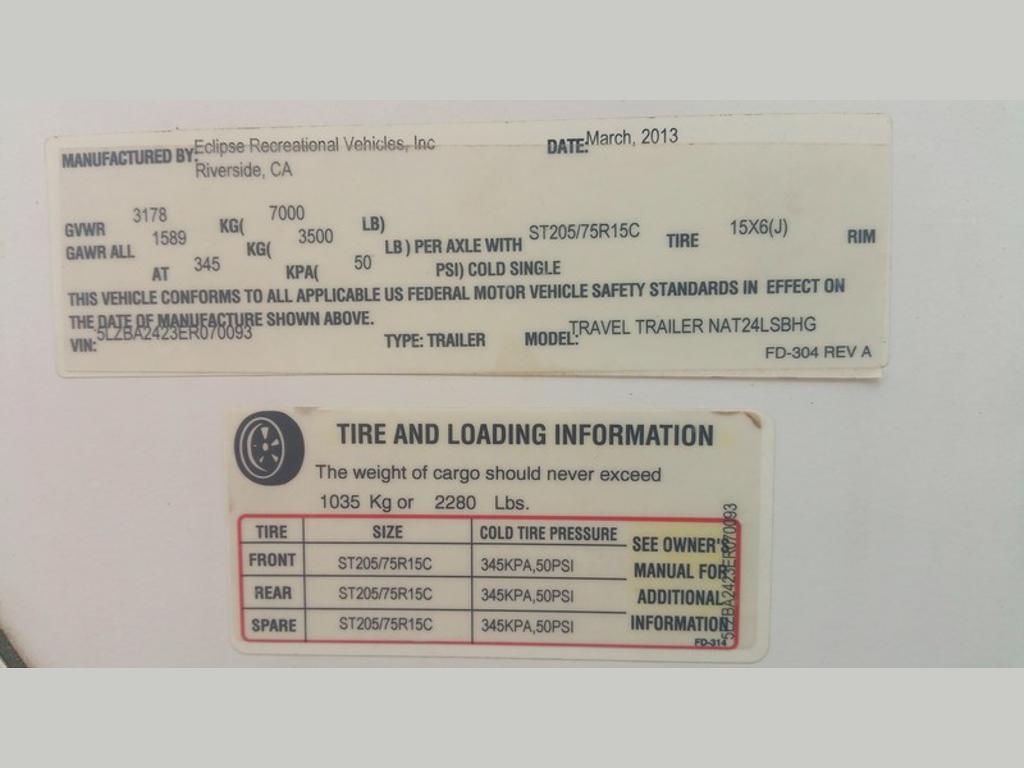 MANUFACTURED BY: Eclipse Recreational Vehicles, Inc DATE: March, 2013
Riverside, CA
GVWR 3178 KG( 7000 LB)
GAWR ALL 1589 KG( 3500 LB) PER AXLE WITH ST205/75R15C TIRE 15X6(J) RIM
AT 345 KPA( 50 PSI) COLD SINGLE
THIS VEHICLE CONFORMS TO ALL APPLICABLE US FEDERAL MOTOR VEHICLE SAFETY STANDARDS IN EFFECT ON
THE DATE OF MANUFACTURE SHOWN ABOVE.
VIN: 5LZBA2423ER070093 TYPE: TRAILER MODEL: TRAVEL TRAILER NAT24LSBHG
FD-304 REV A
TIRE AND LOADING INFORMATION
The weight of cargo should never exceed
1035 Kg or 2280 Lbs.
TIRE SIZE COLD TIRE PRESSURE
FRONT ST205/75R15C 345KPA,50PSI
REAR ST205/75R15C 345KPA,50PSI
SPARE ST205/75R15C 345KPA,50PSI
SEE OWNER'S
MANUAL FOR
ADDITIONAL
INFORMATION
FD-314
5LZBA2423ER070093